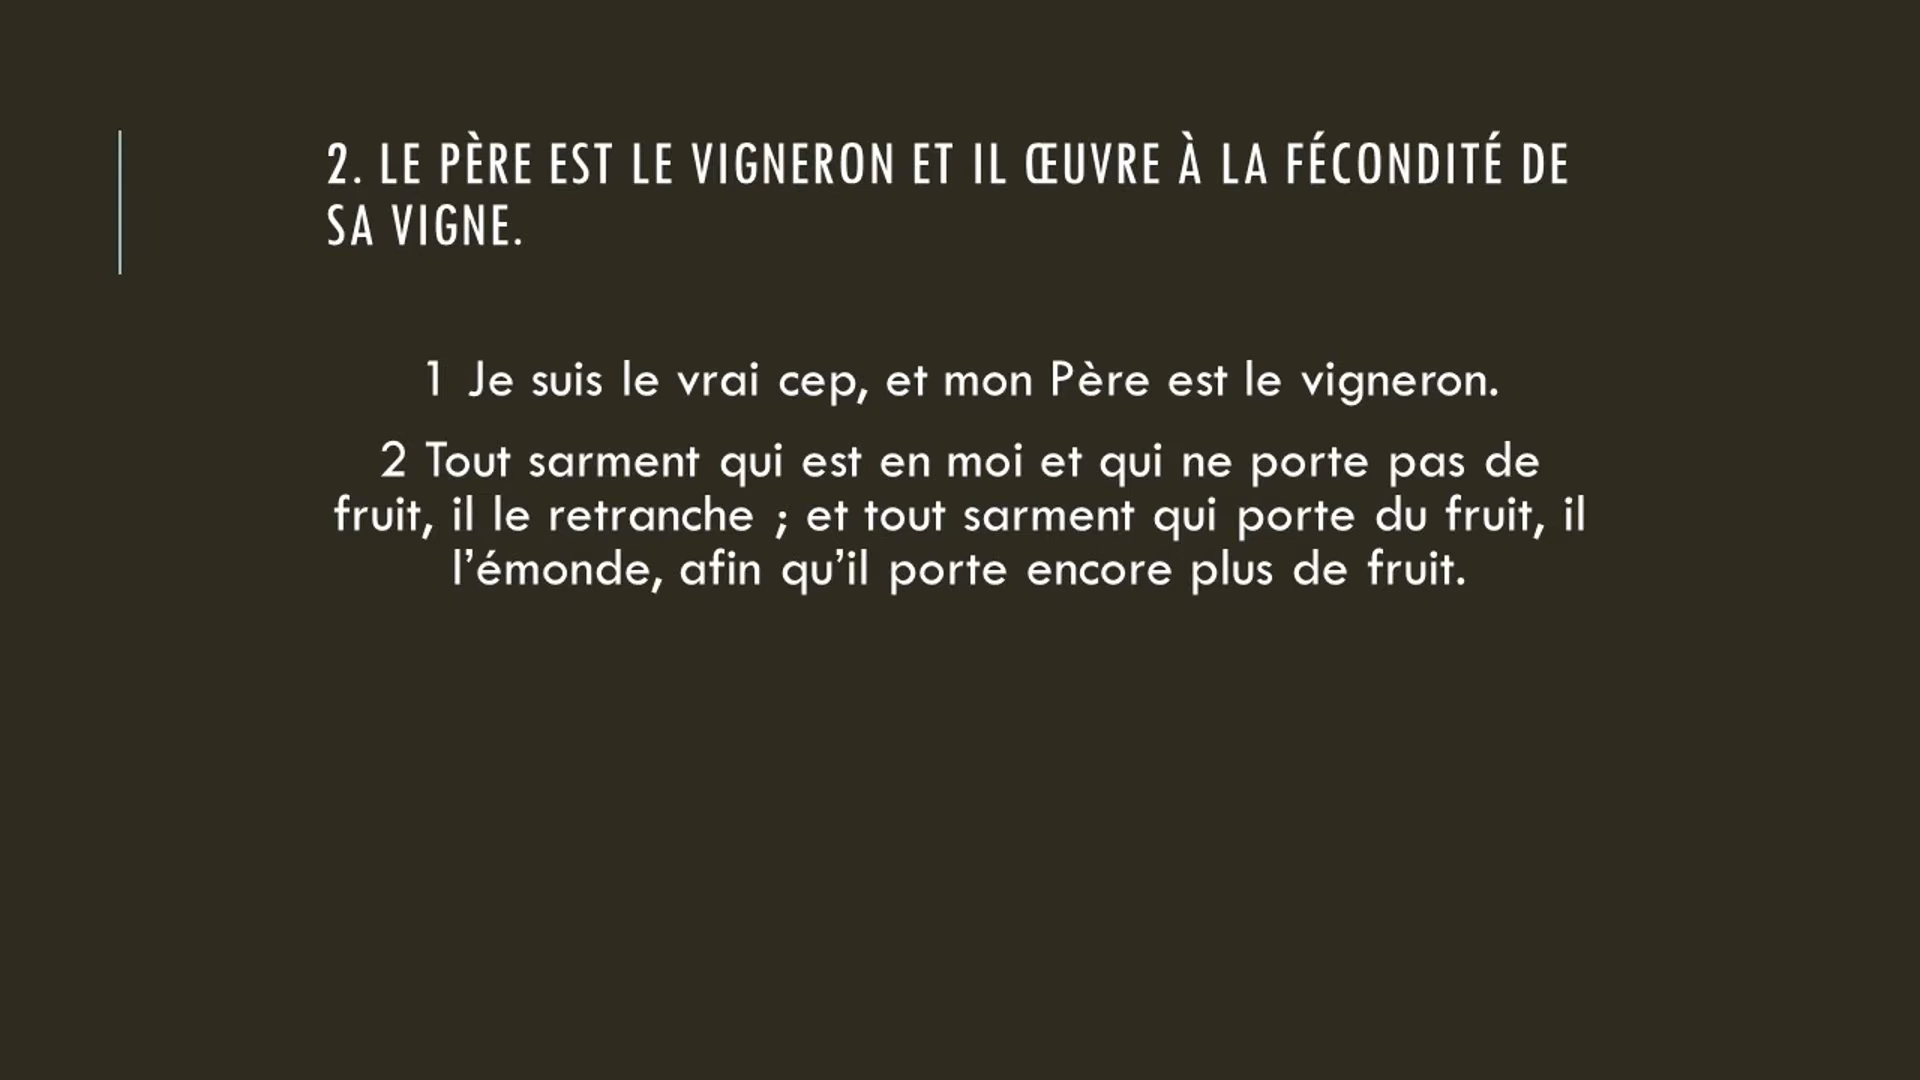 2. LE PÈRE EST LE VIGNERON ET IL ŒUVRE À LA FÉCONDITÉ DE
SA VIGNE.
1 Je suis le vrai cep, et mon Père est le vigneron.
2 Tout sarment qui est en moi et qui ne porte pas de
fruit, il le retranche ; et tout sarment qui porte du fruit, il
l’émonde, afin qu’il porte encore plus de fruit.